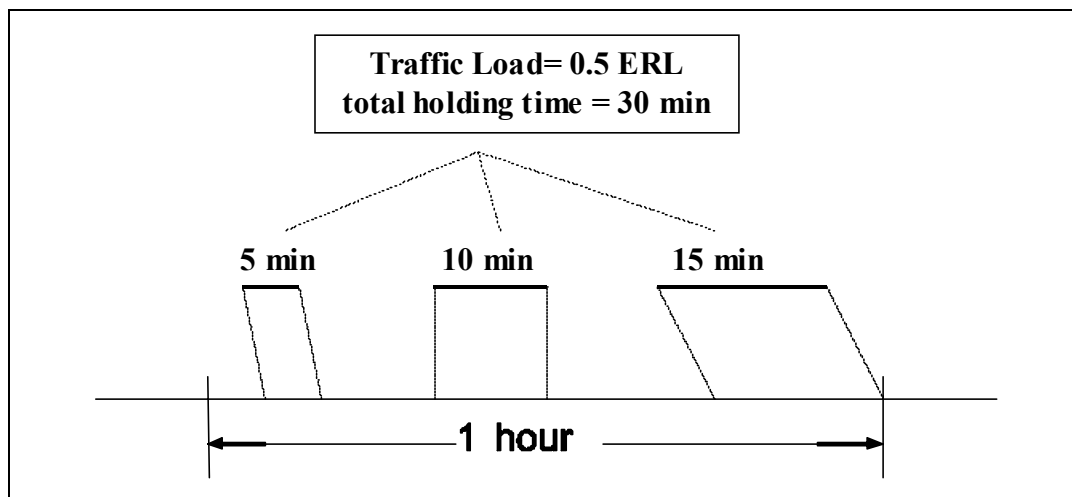 Traffic Load= 0.5 ERL
total holding time = 30 min
5 min
10 min
15 min
1 hour